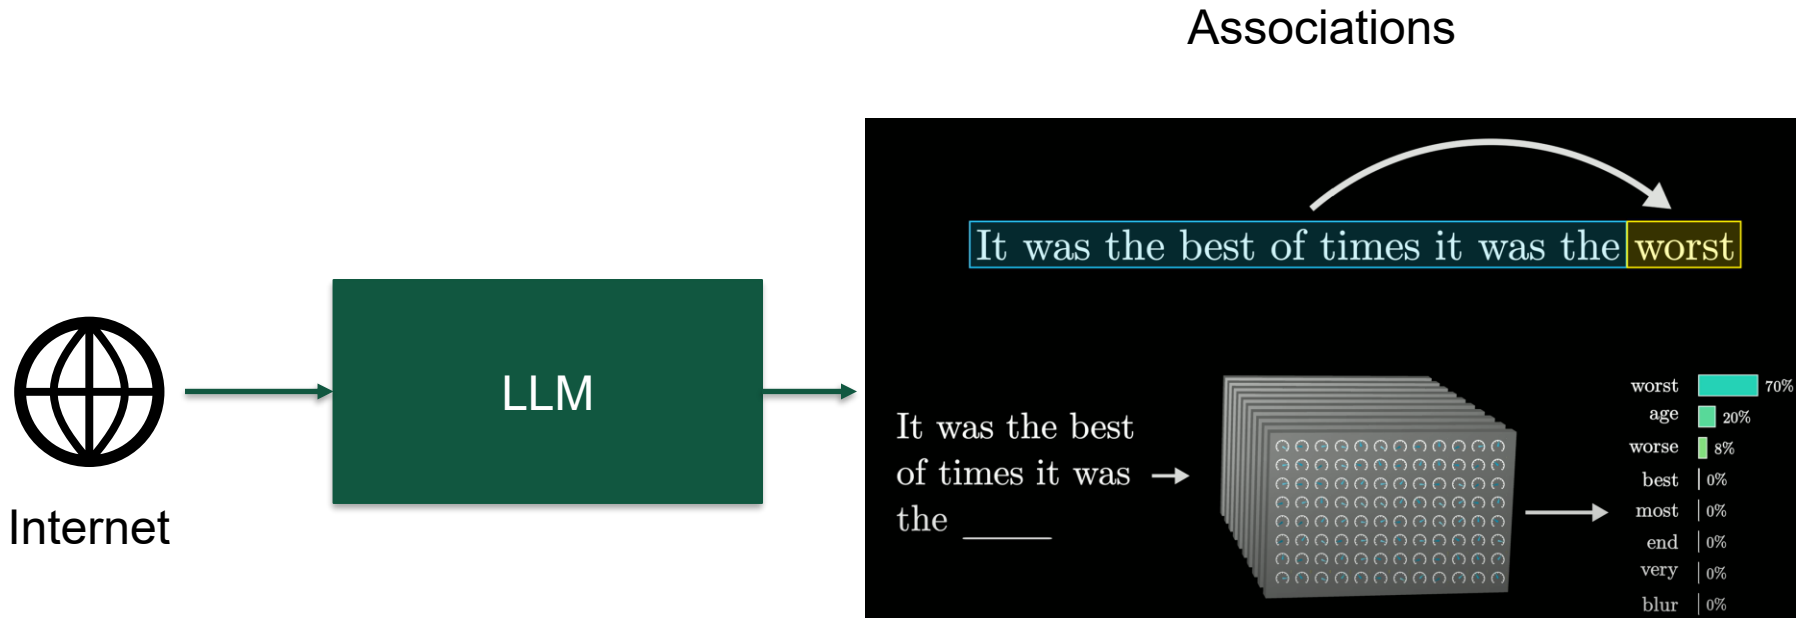 Associations
It was the best of times it was the worst
Internet
LLM
It was the best
of times it was
the _____
worst 70%
age 20%
worse 8%
best 0%
most 0%
end 0%
very 0%
blur 0%